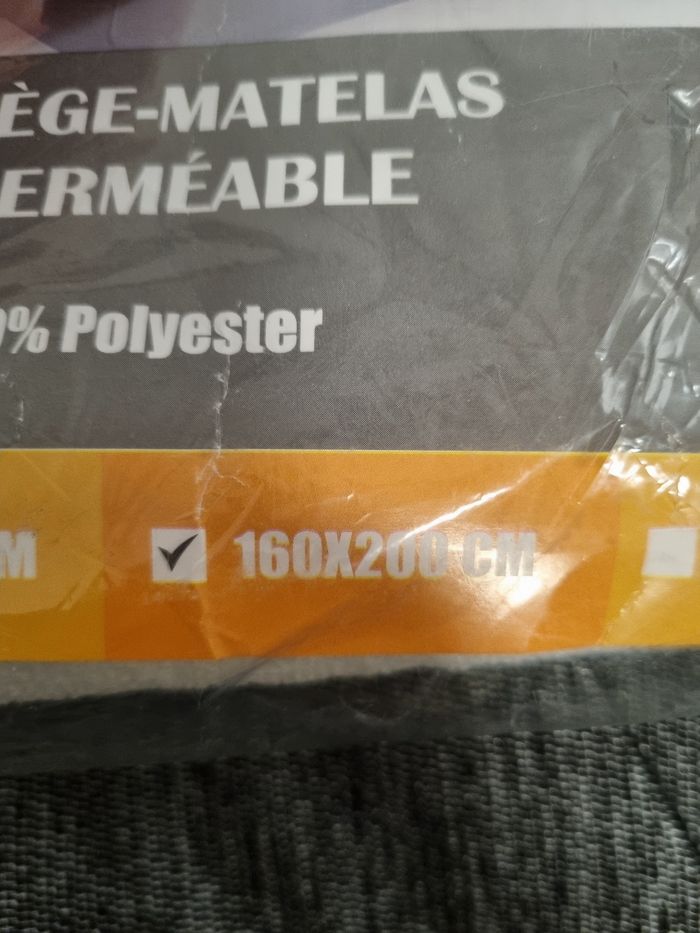 ÈGE-MATELAS
ERMÉABLE
% Polyester
M 160X200 CM